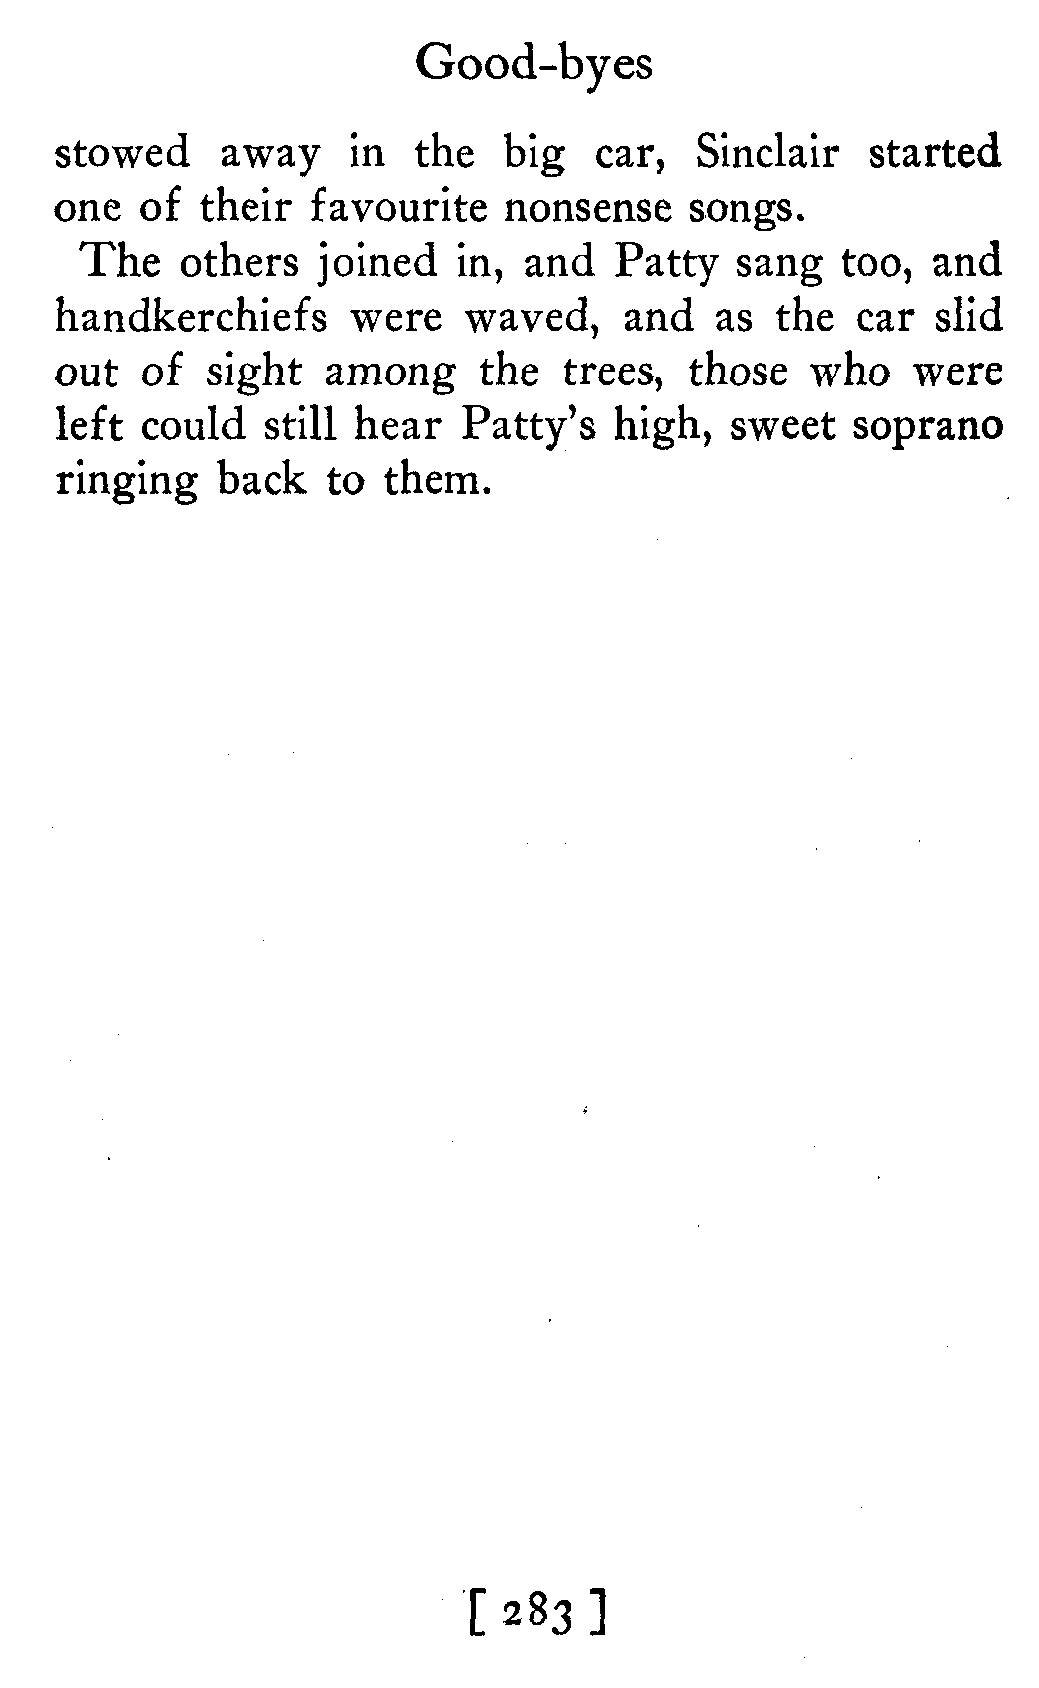 Good-byes
stowed away in the big car, Sinclair started
one of their favourite nonsense songs.
The others joined in, and Patty sang too, and
handkerchiefs were waved, and as the car slid
out of sight among the trees, those who were
left could still hear Patty's high, sweet soprano
ringing back to them.
[ 283 ]